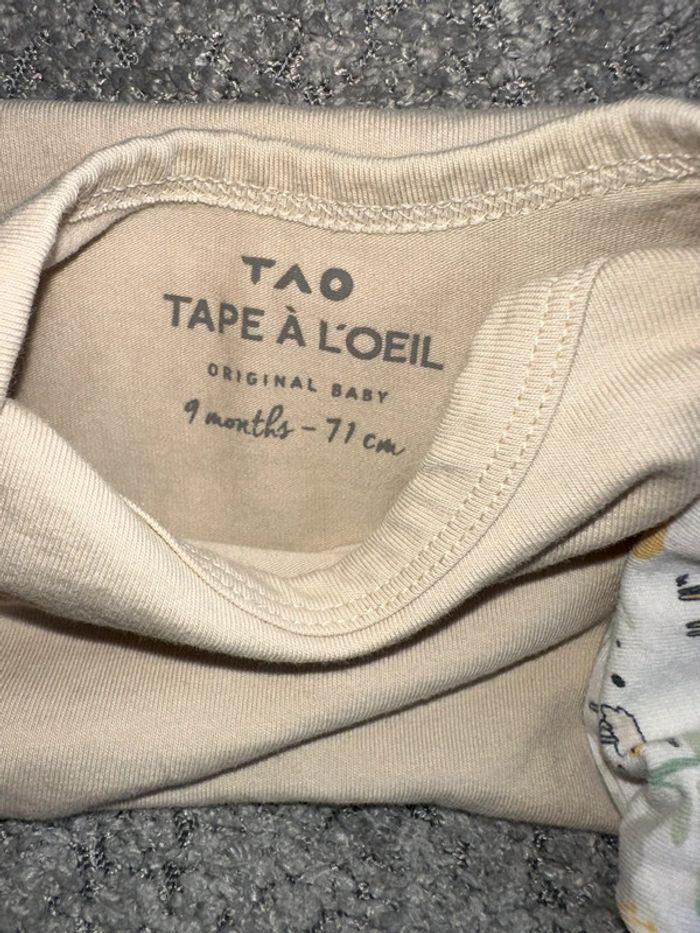 TAO
TAPE À L'OEIL
ORIGINAL BABY
9 months - 71 cm